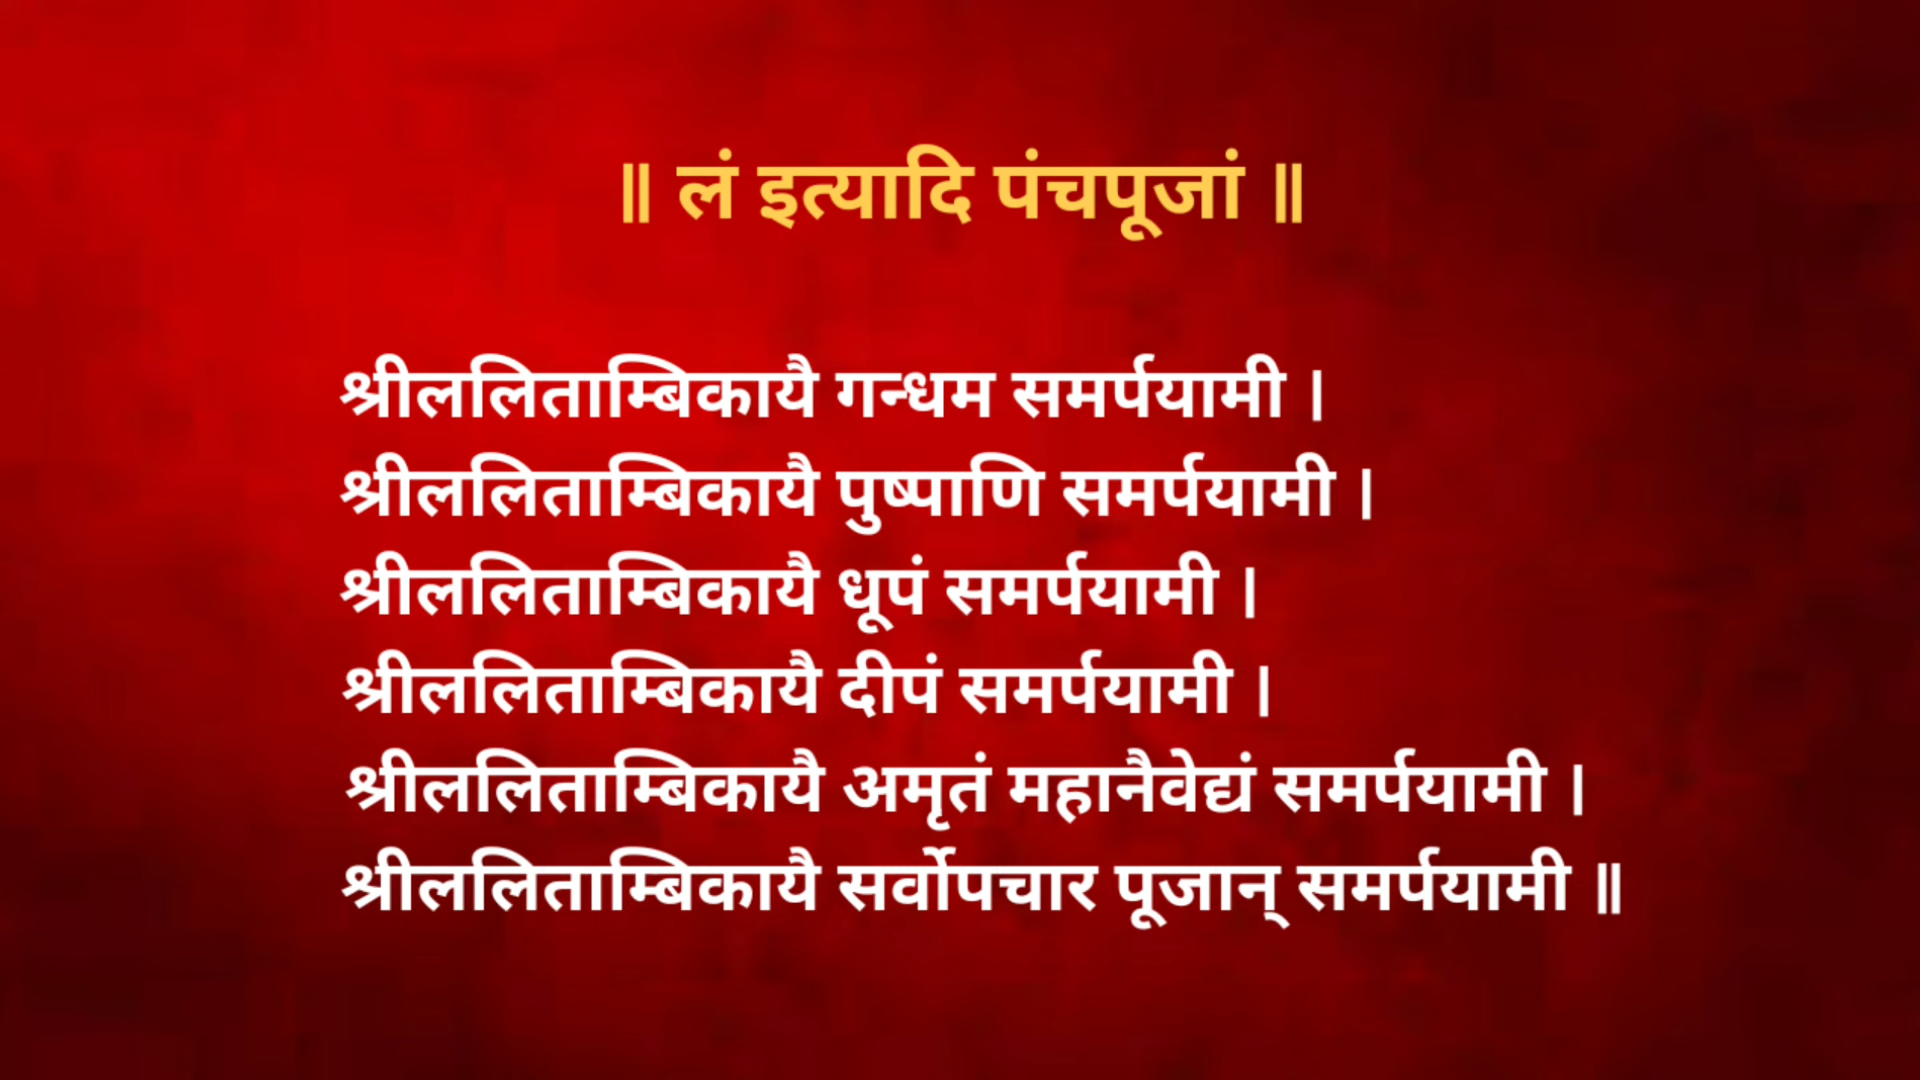 ॥ लं इत्यादि पंचपूजां ॥
श्रीललिताम्बिकायै गन्धम समर्पयामी ।
श्रीललिताम्बिकायै पुष्पाणि समर्पयामी ।
श्रीललिताम्बिकायै धूपं समर्पयामी ।
श्रीललिताम्बिकायै दीपं समर्पयामी ।
श्रीललिताम्बिकायै अमृतं महानैवेद्यं समर्पयामी ।
श्रीललिताम्बिकायै सर्वोपचार पूजान् समर्पयामी ॥